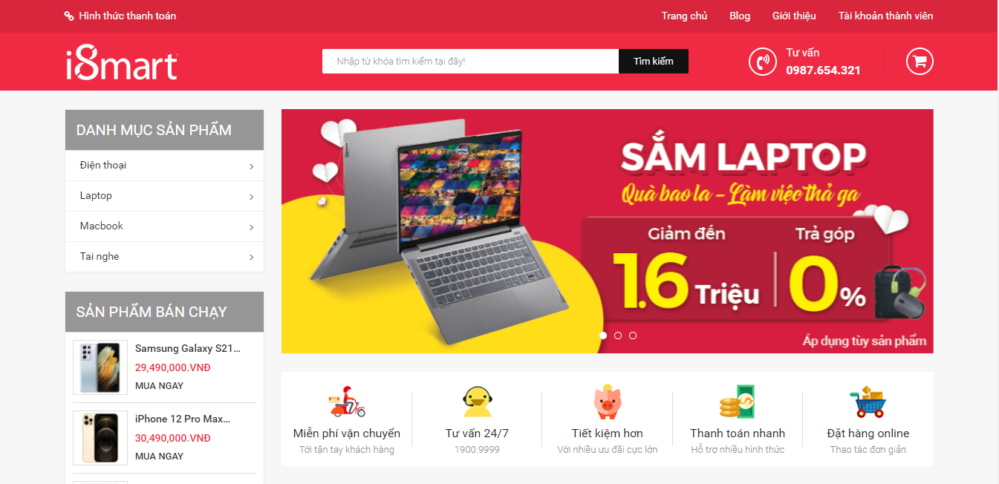 Hình thức thanh toán
Trang chủ
Blog
Giới thiệu
Tài khoản thành viên
i8mart
Nhập từ khóa tìm kiếm tại đây!
Tìm kiếm
Tư vấn
0987.654.321
DANH MỤC SẢN PHẨM
Điện thoại
Laptop
Macbook
Tai nghe
SẢN PHẨM BÁN CHẠY
Samsung Galaxy S21...
29,490,000.VNĐ
MUA NGAY
iPhone 12 Pro Max...
30,490,000.VNĐ
MUA NGAY
SẮM LAPTOP
Quà bao la - Làm việc thả ga
Giảm đến
1.6 Triệu
Trả góp
0%
Áp dụng tùy sản phẩm
Miễn phí vận chuyển
Tới tận tay khách hàng
Tư vấn 24/7
1900.9999
Tiết kiệm hơn
Với nhiều ưu đãi cực lớn
Thanh toán nhanh
Hỗ trợ nhiều hình thức
Đặt hàng online
Thao tác đơn giản